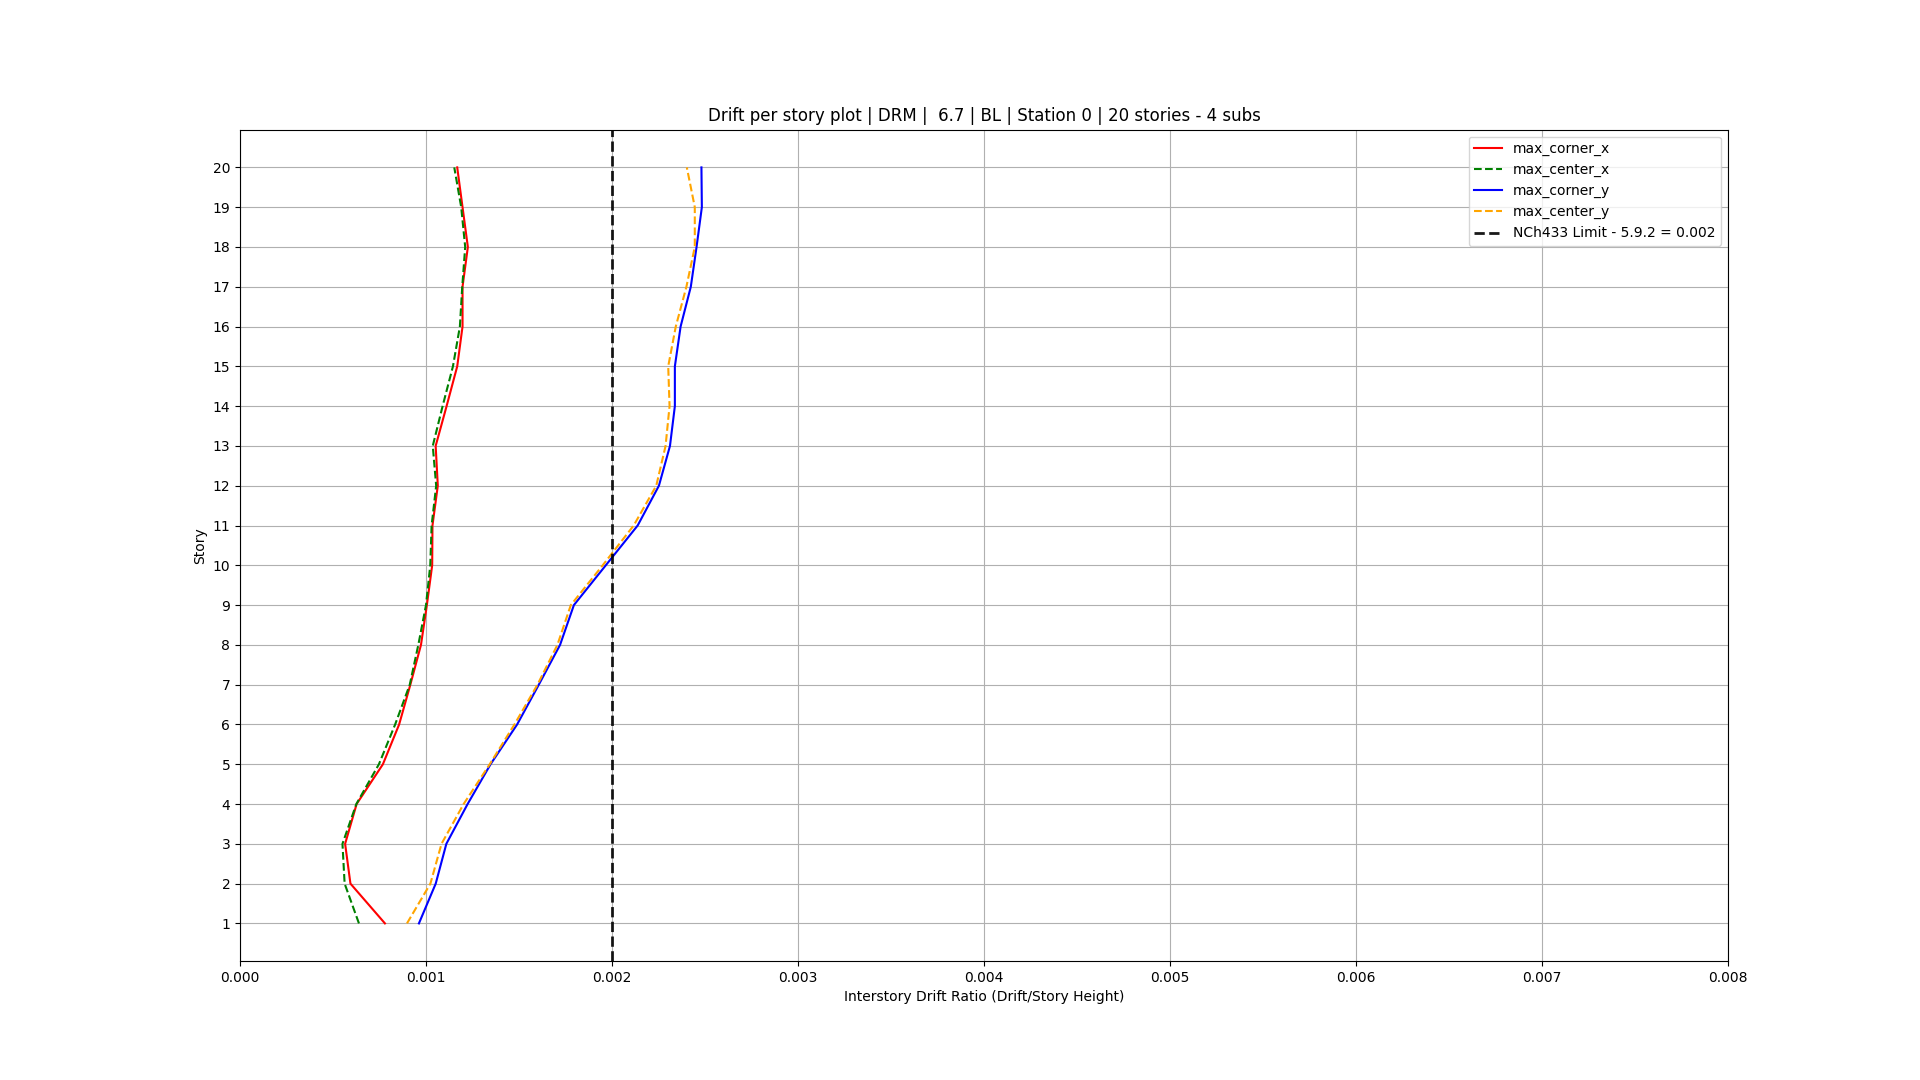 Drift per story plot | DRM |  6.7 | BL | Station 0 | 20 stories - 4 subs
max_corner_x
max_center_x
max_corner_y
max_center_y
NCh433 Limit - 5.9.2 = 0.002
Story
20
19
18
17
16
15
14
13
12
11
10
9
8
7
6
5
4
3
2
1
0.000 0.001 0.002 0.003 0.004 0.005 0.006 0.007 0.008
Interstory Drift Ratio (Drift/Story Height)